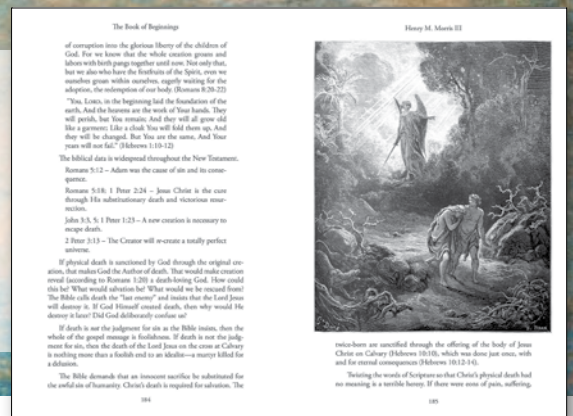 The Book of Beginnings
of corruption into the glorious liberty of the children of
God. For we know that the whole creation groans and
labors with birth pangs together until now. Not only that,
but we also who have the firstfruits of the Spirit, even we
ourselves groan within ourselves, eagerly waiting for the
adoption, the redemption of our body. (Romans 8:20-22)
"You, LORD, in the beginning laid the foundation of the
earth, And the heavens are the work of Your hands. They
will perish, but You remain; And they will all grow old
like a garment; Like a cloak You will fold them up, And
they will be changed. But You are the same, And Your
years will not fail." (Hebrews 1:10-12)
The biblical data is widespread throughout the New Testament.
Romans 5:12 – Adam was the cause of sin and its conse-
quence.
Romans 5:18; 1 Peter 2:24 – Jesus Christ is the cure
through His substitutionary death and victorious resur-
rection.
John 3:3, 5; 1 Peter 1:23 – A new creation is necessary to
escape death.
2 Peter 3:13 – The Creator will re-create a totally perfect
universe.
If physical death is sanctioned by God through the original cre-
ation, that makes God the Author of death. That would make creation
reveal (according to Romans 1:20) a death-loving God. How could
this be? What would salvation be? What would we be rescued from?
The Bible calls death the "last enemy" and insists that the Lord Jesus
will destroy it. If God Himself created death, then why would He
destroy it later? Did God deliberately confuse us?
If death is not the judgment for sin as the Bible insists, then the
whole of the gospel message is foolishness. If death is not the judg-
ment for sin, then the death of the Lord Jesus on the cross at Calvary
is nothing more than a foolish end to an idealist—a martyr killed for
a delusion.
The Bible demands that an innocent sacrifice be substituted for
the awful sin of humanity. Christ's death is required for salvation. The
184
Henry M. Morris III
twice-born are sanctified through the offering of the body of Jesus
Christ on Calvary (Hebrews 10:10), which was done just once, with
and for eternal consequences (Hebrews 10:12-14).
Twisting the words of Scripture so that Christ's physical death had
no meaning is a terrible heresy. If there were eons of pain, suffering,
185